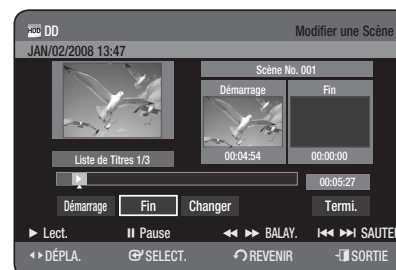 HDD DD Modifier une Scène
JAN/02/2008 13:47
Scène No. 001
Démarrage Fin
Liste de Titres 1/3 00:04:54 00:00:00
00:05:27
Démarrage Fin Changer Termi.
► Lect. II Pause ◄◄ ►► BALAY. I◄◄ ►►I SAUTER
◄► DÉPLA. SELECT. REVENIR SORTIE